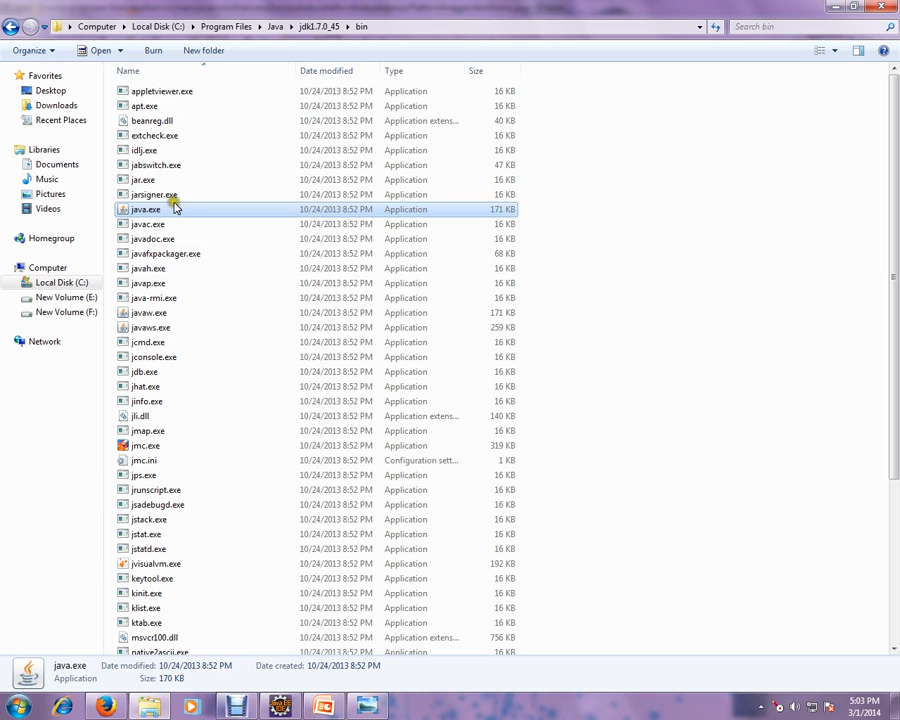 Computer ▸ Local Disk (C:) ▸ Program Files ▸ Java ▸ jdk1.7.0_45 ▸ bin
Search bin
Organize Open Burn New folder
Favorites
Desktop
Downloads
Recent Places
Libraries
Documents
Music
Pictures
Videos
Homegroup
Computer
Local Disk (C:)
New Volume (E:)
New Volume (F:)
Network
Name Date modified Type Size
appletviewer.exe 10/24/2013 8:52 PM Application 16 KB
apt.exe 10/24/2013 8:52 PM Application 16 KB
beanreg.dll 10/24/2013 8:52 PM Application extens... 40 KB
extcheck.exe 10/24/2013 8:52 PM Application 16 KB
idlj.exe 10/24/2013 8:52 PM Application 16 KB
jabswitch.exe 10/24/2013 8:52 PM Application 47 KB
jar.exe 10/24/2013 8:52 PM Application 16 KB
jarsigner.exe 10/24/2013 8:52 PM Application 16 KB
java.exe 10/24/2013 8:52 PM Application 171 KB
javac.exe 10/24/2013 8:52 PM Application 16 KB
javadoc.exe 10/24/2013 8:52 PM Application 16 KB
javafxpackager.exe 10/24/2013 8:52 PM Application 68 KB
javah.exe 10/24/2013 8:52 PM Application 16 KB
javap.exe 10/24/2013 8:52 PM Application 16 KB
java-rmi.exe 10/24/2013 8:52 PM Application 16 KB
javaw.exe 10/24/2013 8:52 PM Application 171 KB
javaws.exe 10/24/2013 8:52 PM Application 259 KB
jcmd.exe 10/24/2013 8:52 PM Application 16 KB
jconsole.exe 10/24/2013 8:52 PM Application 16 KB
jdb.exe 10/24/2013 8:52 PM Application 16 KB
jhat.exe 10/24/2013 8:52 PM Application 16 KB
jinfo.exe 10/24/2013 8:52 PM Application 16 KB
jli.dll 10/24/2013 8:52 PM Application extens... 140 KB
jmap.exe 10/24/2013 8:52 PM Application 16 KB
jmc.exe 10/24/2013 8:52 PM Application 319 KB
jmc.ini 10/24/2013 8:52 PM Configuration sett... 1 KB
jps.exe 10/24/2013 8:52 PM Application 16 KB
jrunscript.exe 10/24/2013 8:52 PM Application 16 KB
jsadebugd.exe 10/24/2013 8:52 PM Application 16 KB
jstack.exe 10/24/2013 8:52 PM Application 16 KB
jstat.exe 10/24/2013 8:52 PM Application 16 KB
jstatd.exe 10/24/2013 8:52 PM Application 16 KB
jvisualvm.exe 10/24/2013 8:52 PM Application 192 KB
keytool.exe 10/24/2013 8:52 PM Application 16 KB
kinit.exe 10/24/2013 8:52 PM Application 16 KB
klist.exe 10/24/2013 8:52 PM Application 16 KB
ktab.exe 10/24/2013 8:52 PM Application 16 KB
msvcr100.dll 10/24/2013 8:52 PM Application extens... 756 KB
native2ascii.exe 10/24/2013 8:52 PM Application 16 KB
java.exe Date modified: 10/24/2013 8:52 PM Date created: 10/24/2013 8:52 PM
Application Size: 170 KB
5:03 PM
3/1/2014